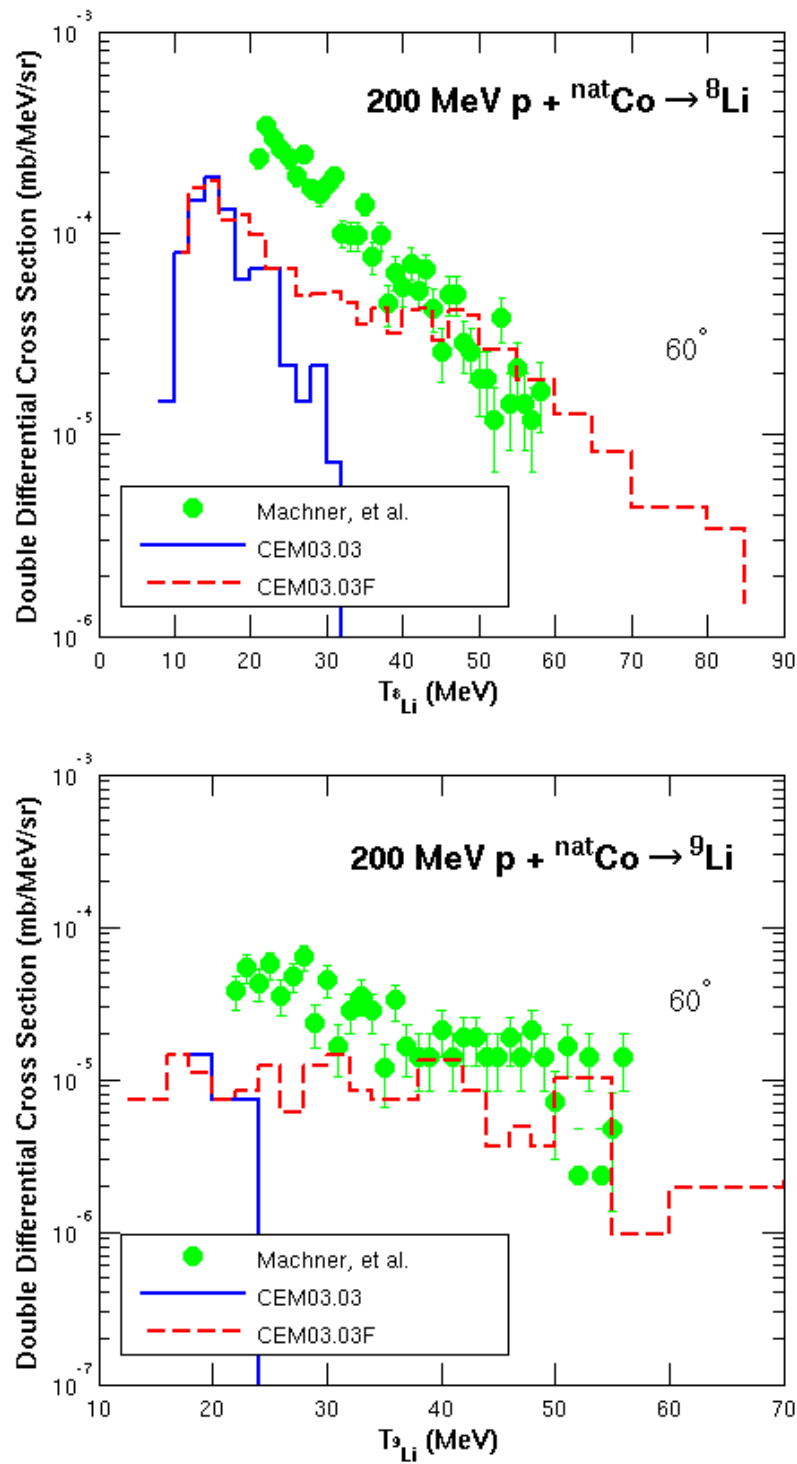 10^-3
200 MeV p + ^natCo → ^8Li
10^-4
60°
10^-5
Machner, et al.
CEM03.03
CEM03.03F
10^-6
0 10 20 30 40 50 60 70 80 90
T_8Li (MeV)
Double Differential Cross Section (mb/MeV/sr)
10^-3
200 MeV p + ^natCo → ^9Li
10^-4
60°
10^-5
10^-6
Machner, et al.
CEM03.03
CEM03.03F
10^-7
10 20 30 40 50 60 70
T_9Li (MeV)
Double Differential Cross Section (mb/MeV/sr)